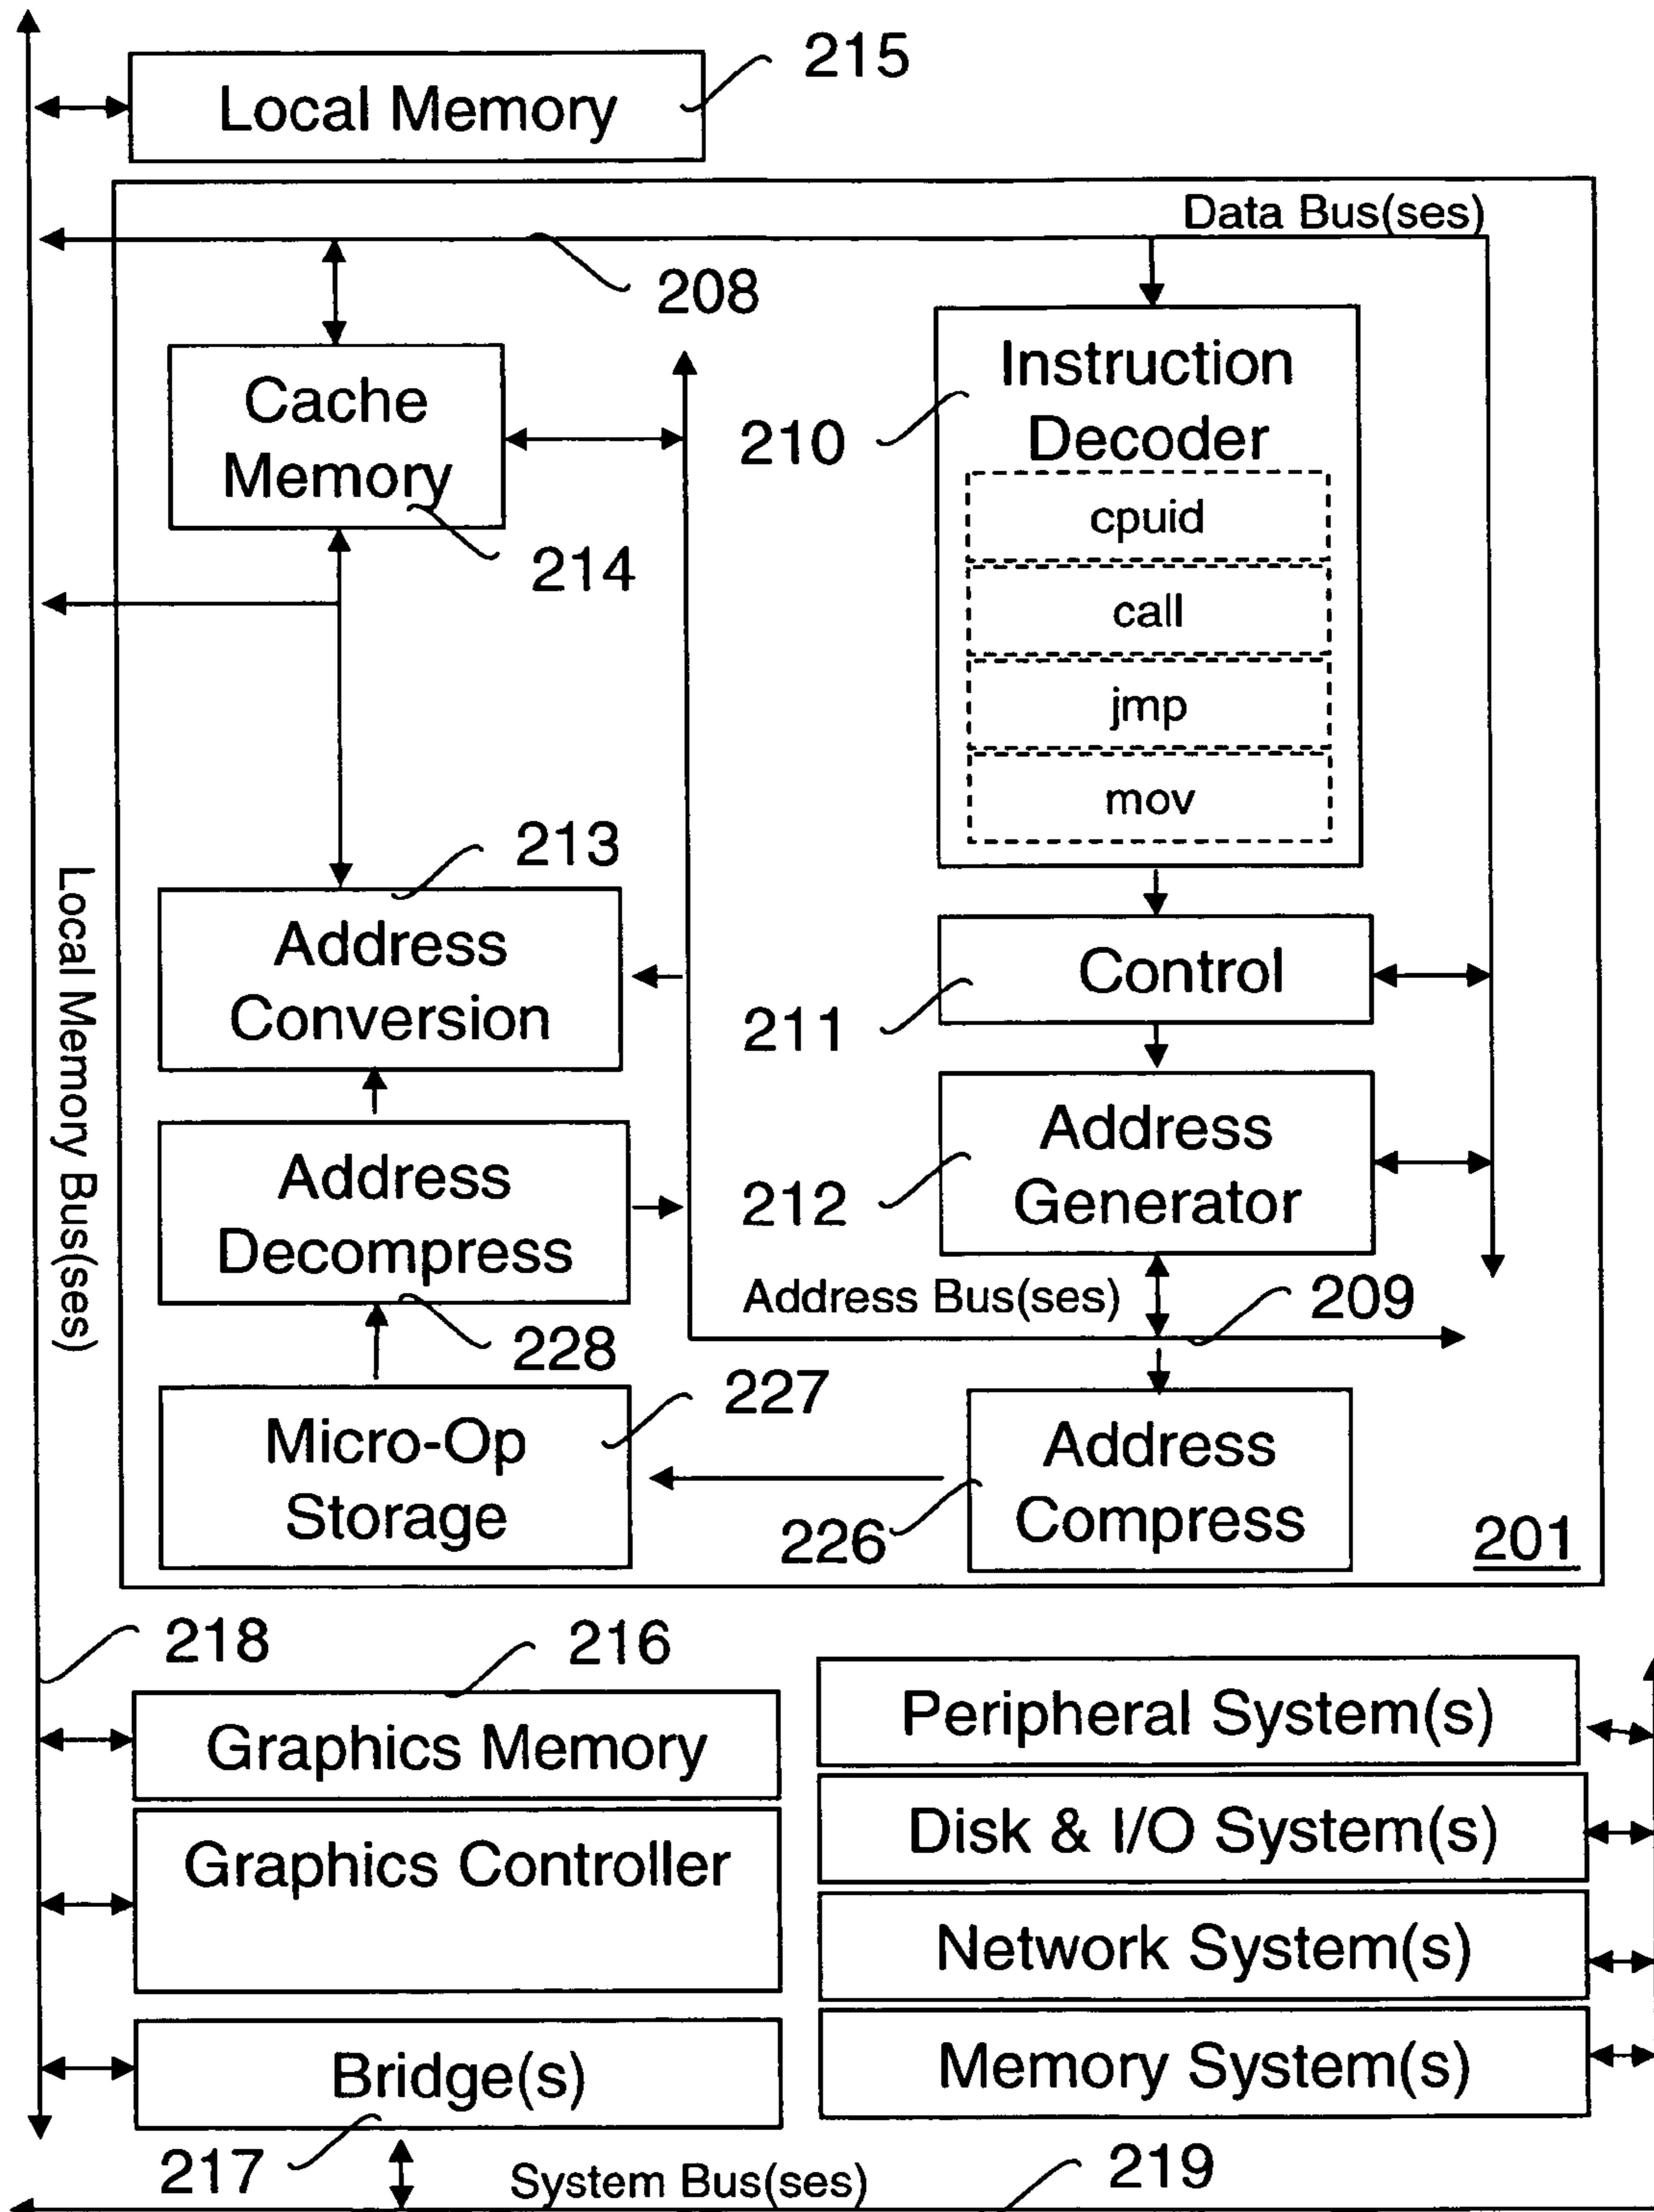 215
Local Memory
Data Bus(ses)
208
Cache
Memory
214
Instruction
Decoder
210
cpuid
call
jmp
mov
213
Address
Conversion
Control
211
Local Memory Bus(ses)
Address
Decompress
228
Address
Generator
212
Address Bus(ses)
209
227
Micro-Op
Storage
Address
Compress
226
201
218
216
Graphics Memory
Graphics Controller
Bridge(s)
217
Peripheral System(s)
Disk & I/O System(s)
Network System(s)
Memory System(s)
System Bus(ses)
219